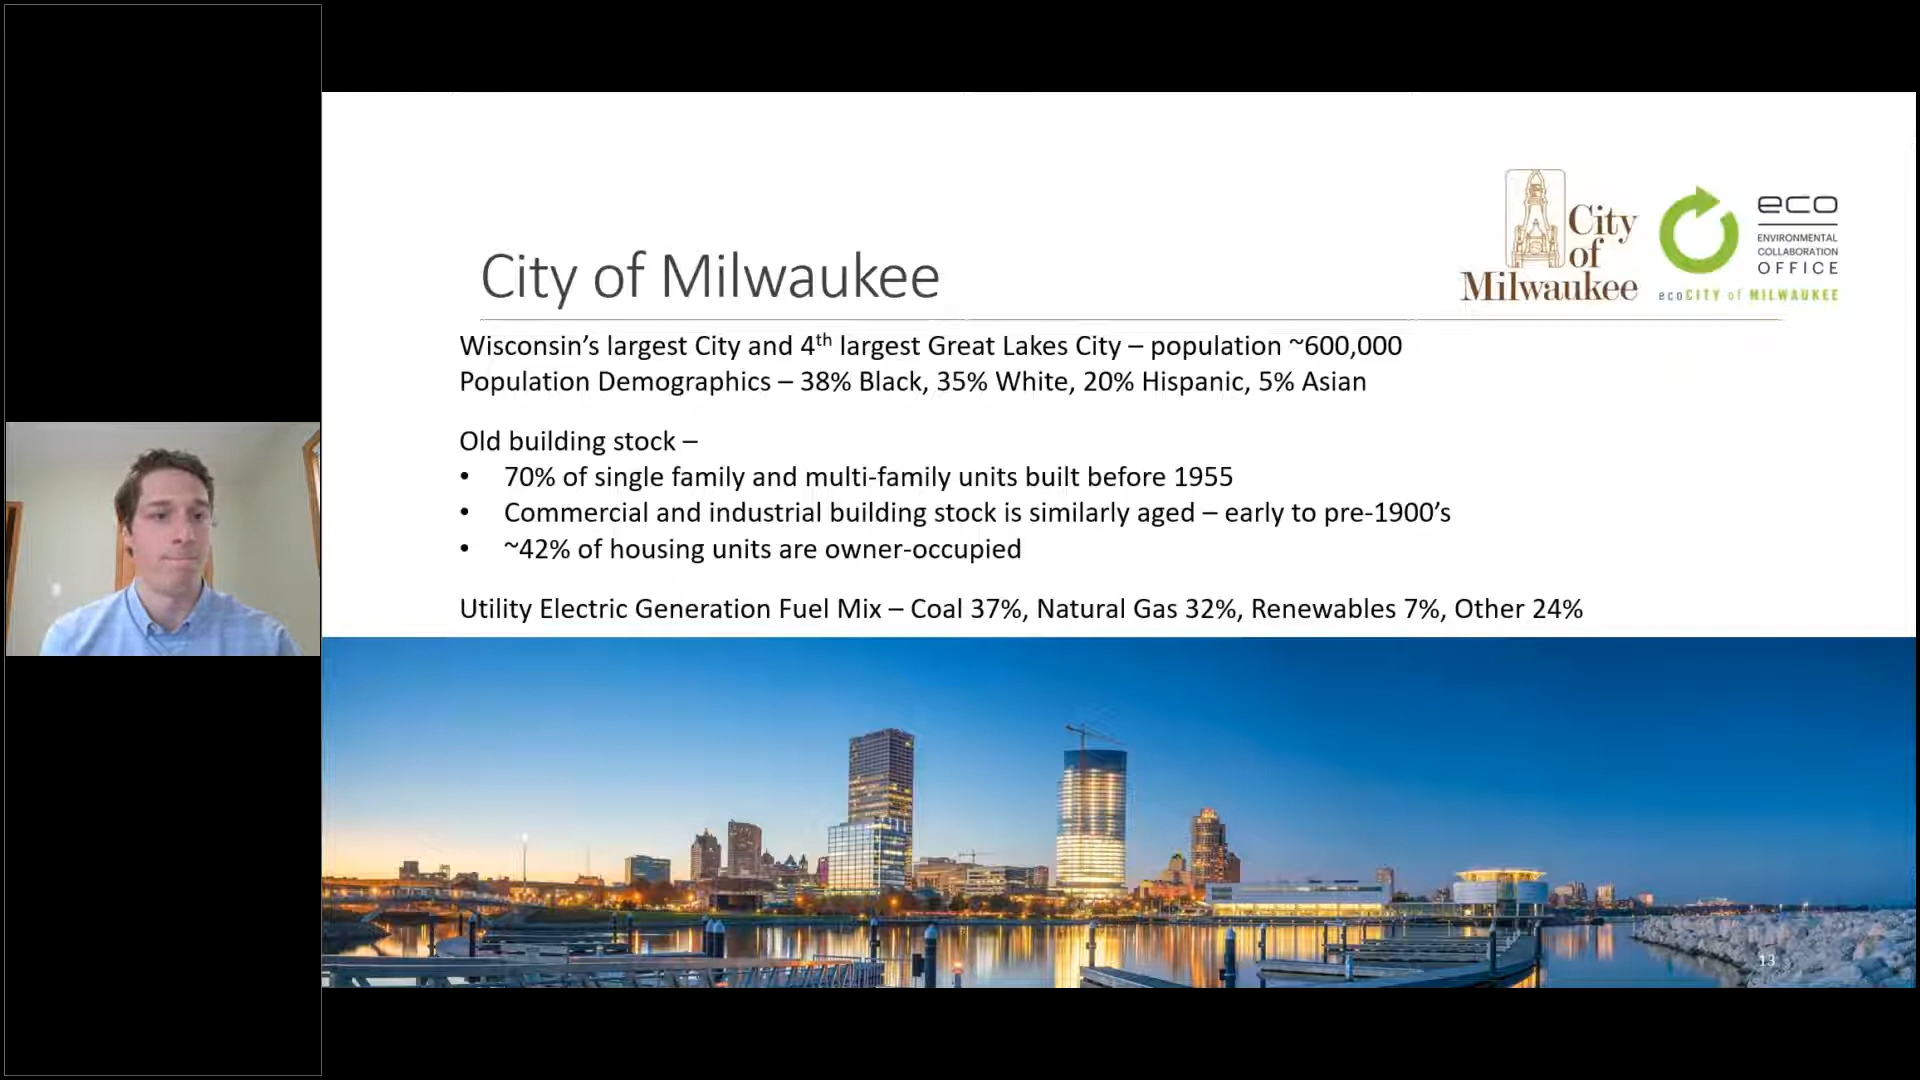 City
of
Milwaukee
eco
ENVIRONMENTAL
COLLABORATION
OFFICE
ecoCITY of MILWAUKEE
City of Milwaukee
Wisconsin’s largest City and 4th largest Great Lakes City – population ~600,000
Population Demographics – 38% Black, 35% White, 20% Hispanic, 5% Asian
Old building stock –
• 70% of single family and multi-family units built before 1955
• Commercial and industrial building stock is similarly aged – early to pre-1900’s
• ~42% of housing units are owner-occupied
Utility Electric Generation Fuel Mix – Coal 37%, Natural Gas 32%, Renewables 7%, Other 24%
13